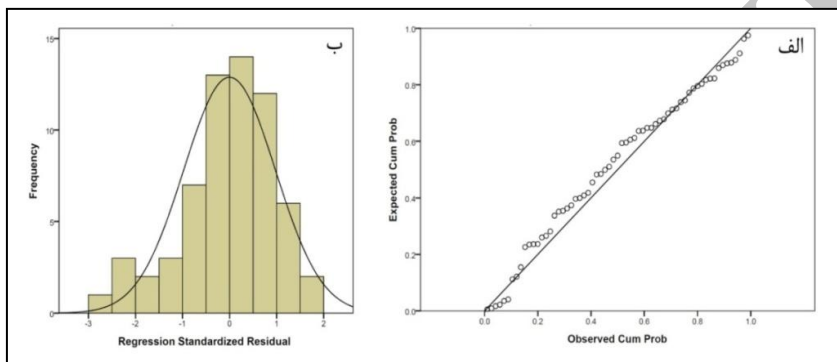 ب
15
10
5
0
Frequency
-3 -2 -1 0 1 2
Regression Standardized Residual
الف
1.0
0.8
0.6
0.4
0.2
0.0
Expected Cum Prob
0.0 0.2 0.4 0.6 0.8 1.0
Observed Cum Prob